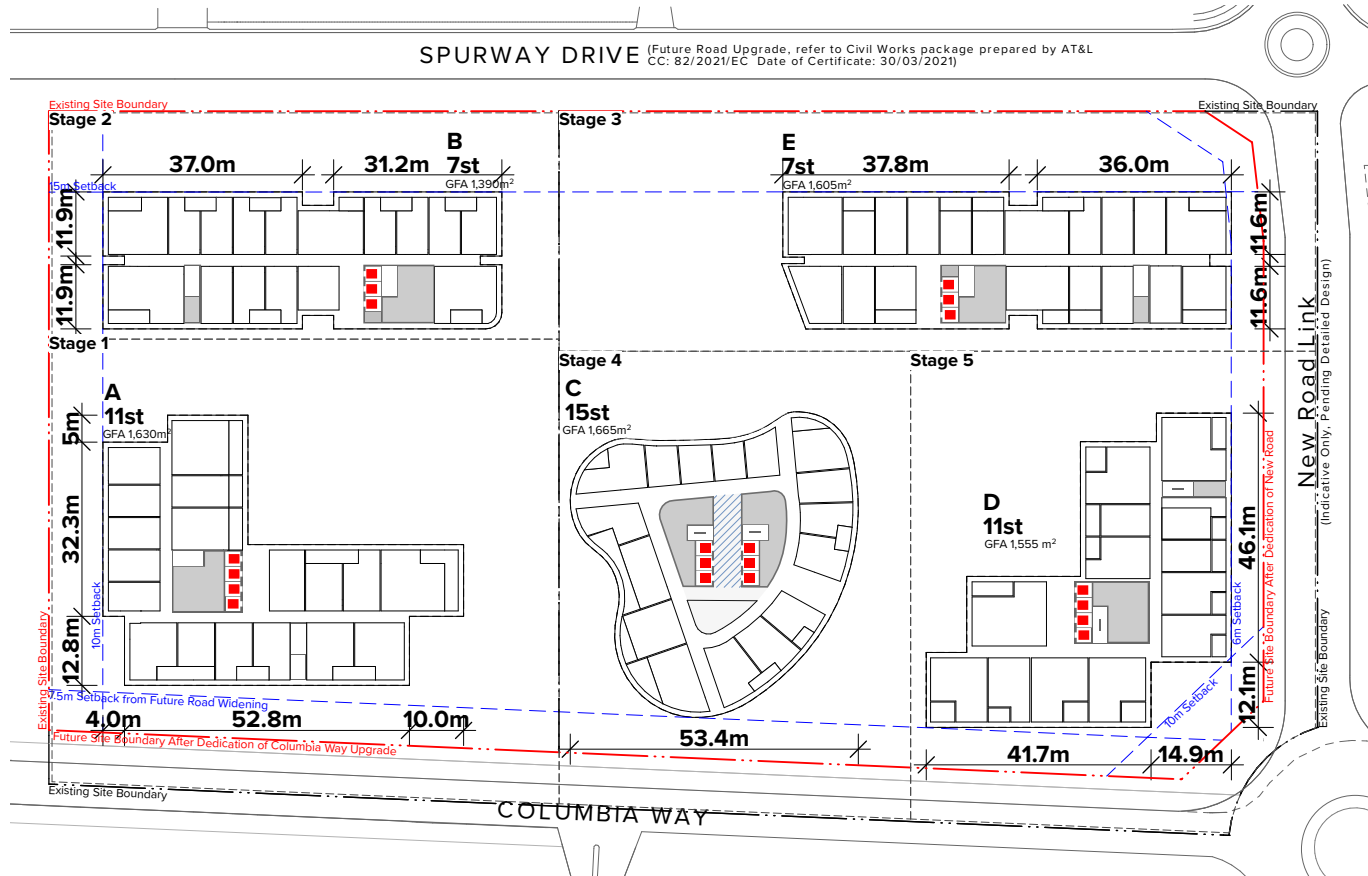 SPURWAY DRIVE
(Future Road Upgrade, refer to Civil Works package prepared by AT&L
CC: 82/2021/EC Date of Certificate: 30/03/2021)
Existing Site Boundary
Existing Site Boundary
Stage 2
Stage 3
B
7st
GFA 1,390m²
37.0m
31.2m
E
7st
GFA 1,605m²
37.8m
36.0m
15m Setback
11.9m
11.9m
11.6m
11.6m
New Road Link
(Indicative Only, Pending Detailed Design)
Stage 1
Stage 4
Stage 5
A
11st
GFA 1,630m²
C
15st
GFA 1,665m²
D
11st
GFA 1,555 m²
5m
32.3m
12.8m
10m Setback
Existing Site Boundary
46.1m
12.1m
6m Setback
10m Setback
Future Site Boundary After Dedication of New Road
Existing Site Boundary
7.5m Setback from Future Road Widening
4.0m
52.8m
10.0m
Future Site Boundary After Dedication of Columbia Way Upgrade
53.4m
41.7m
14.9m
Existing Site Boundary
COLUMBIA WAY